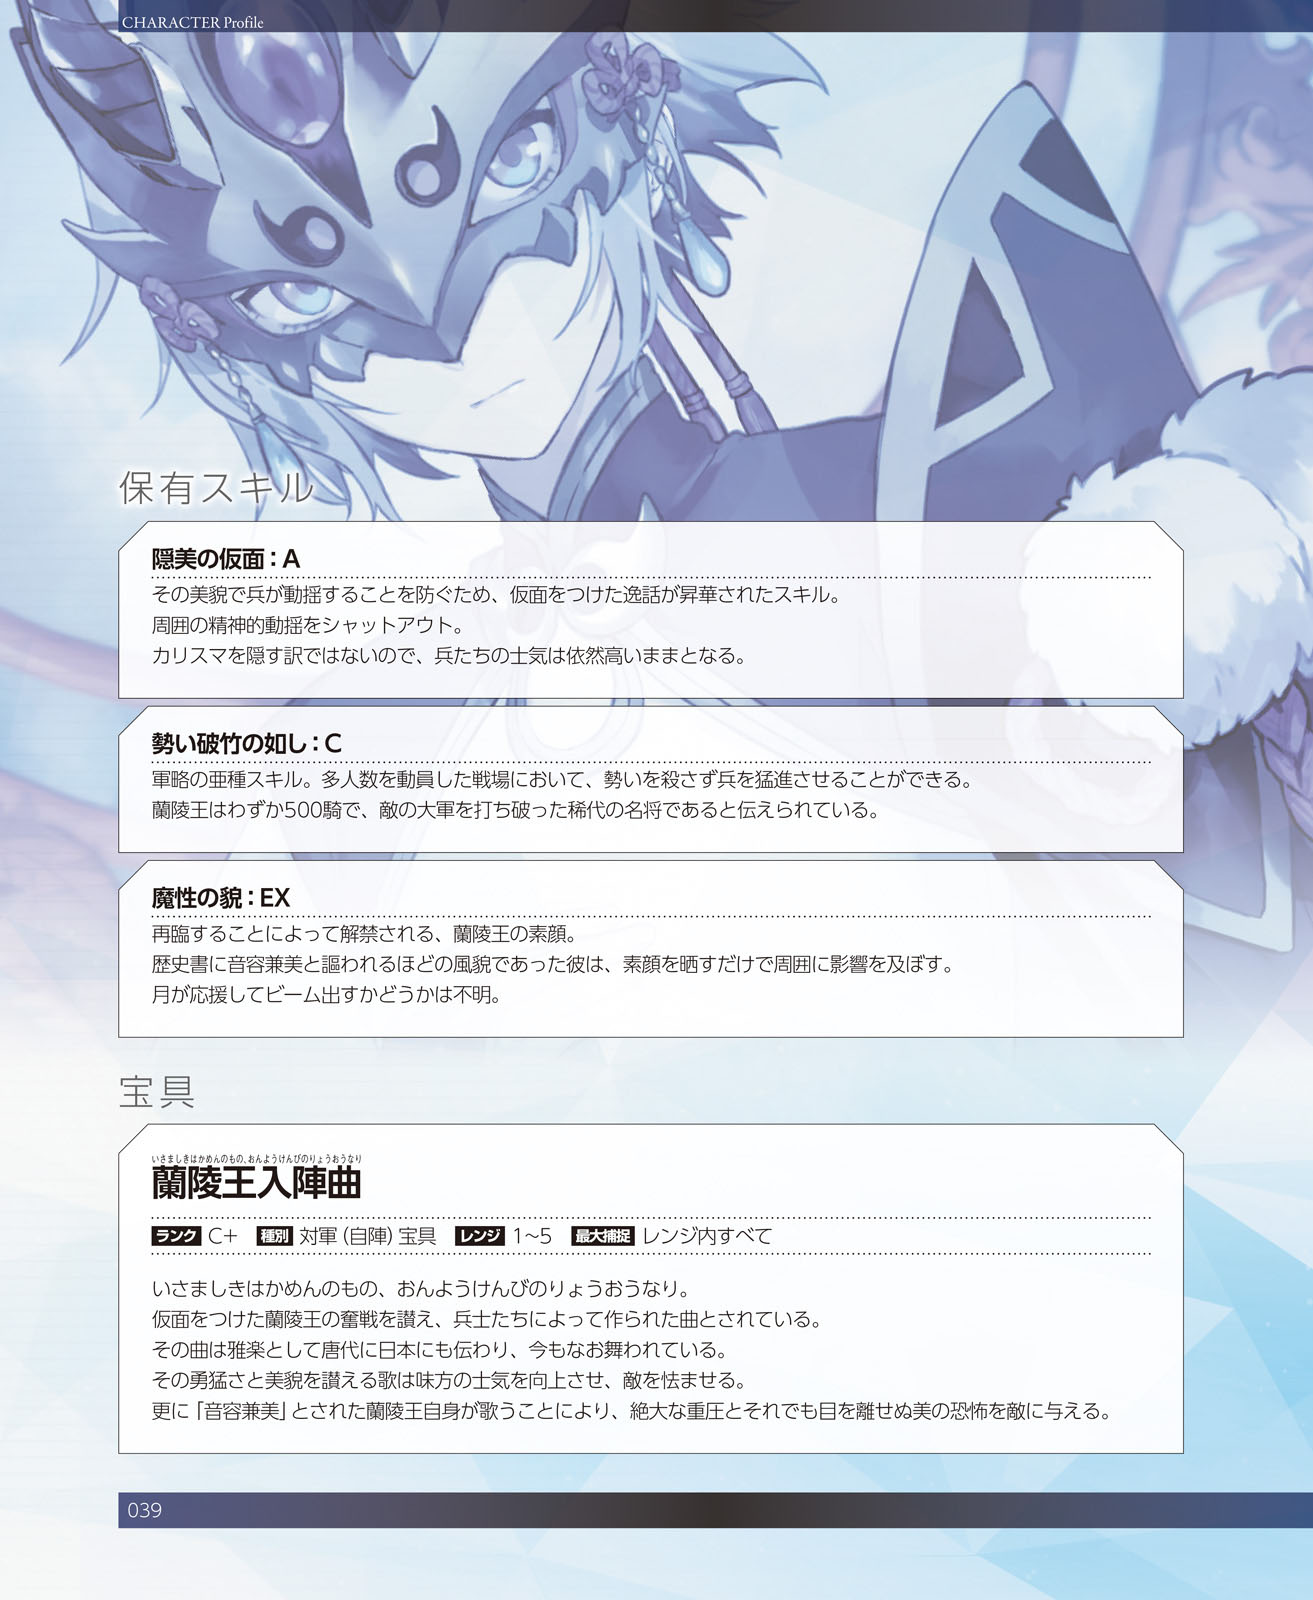 CHARACTER Profile
保有スキル
隠美の仮面：A
その美貌で兵が動揺することを防ぐため、仮面をつけた逸話が昇華されたスキル。
周囲の精神的動揺をシャットアウト。
カリスマを隠す訳ではないので、兵たちの士気は依然高いままとなる。
勢い破竹の如し：C
軍略の亜種スキル。多人数を動員した戦場において、勢いを殺さず兵を猛進させることができる。
蘭陵王はわずか500騎で、敵の大軍を打ち破った稀代の名将であると伝えられている。
魔性の貌：EX
再臨することによって解禁される、蘭陵王の素顔。
歴史書に音容兼美と謳われるほどの風貌であった彼は、素顔を晒すだけで周囲に影響を及ぼす。
月が応援してビーム出すかどうかは不明。
宝具
いさましきはかめんのもの、おんようけんびのりょうおうなり
蘭陵王入陣曲
ランク C+ 種別 対軍（自陣）宝具 レンジ 1~5 最大捕捉 レンジ内すべて
いさましきはかめんのもの、おんようけんびのりょうおうなり。
仮面をつけた蘭陵王の奮戦を讃え、兵士たちによって作られた曲とされている。
その曲は雅楽として唐代に日本にも伝わり、今もなお舞われている。
その勇猛さと美貌を讃える歌は味方の士気を向上させ、敵を怯ませる。
更に「音容兼美」とされた蘭陵王自身が歌うことにより、絶大な重圧とそれでも目を離せぬ美の恐怖を敵に与える。
039